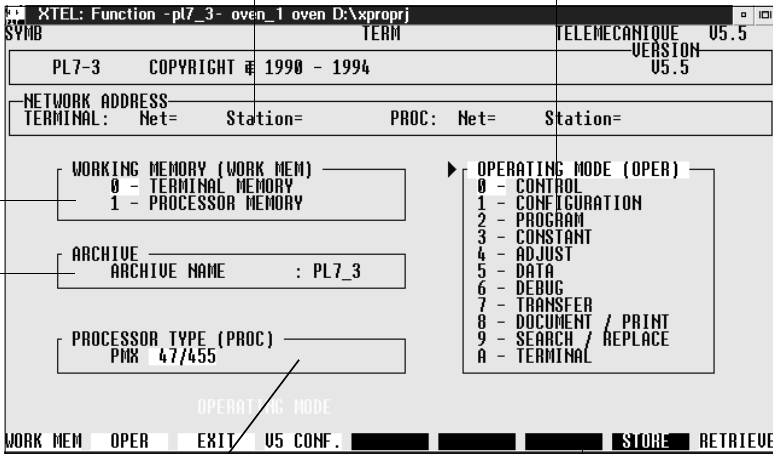 XTEL: Function -pl7_3- oven_1 oven D:\xproprj
SYMB TERM TELEMECANIQUE V5.5
VERSION
PL7-3 COPYRIGHT 1990 - 1994 V5.5
NETWORK ADDRESS
TERMINAL: Net= Station= PROC: Net= Station=
WORKING MEMORY (WORK MEM)
0 - TERMINAL MEMORY
1 - PROCESSOR MEMORY
ARCHIVE
ARCHIVE NAME : PL7_3
PROCESSOR TYPE (PROC)
PMX 47/455
OPERATING MODE (OPER)
0 - CONTROL
1 - CONFIGURATION
2 - PROGRAM
3 - CONSTANT
4 - ADJUST
5 - DATA
6 - DEBUG
7 - TRANSFER
8 - DOCUMENT / PRINT
9 - SEARCH / REPLACE
A - TERMINAL
OPERATING MODE
WORK MEM OPER EXIT V5 CONF. STORE RETRIEVE